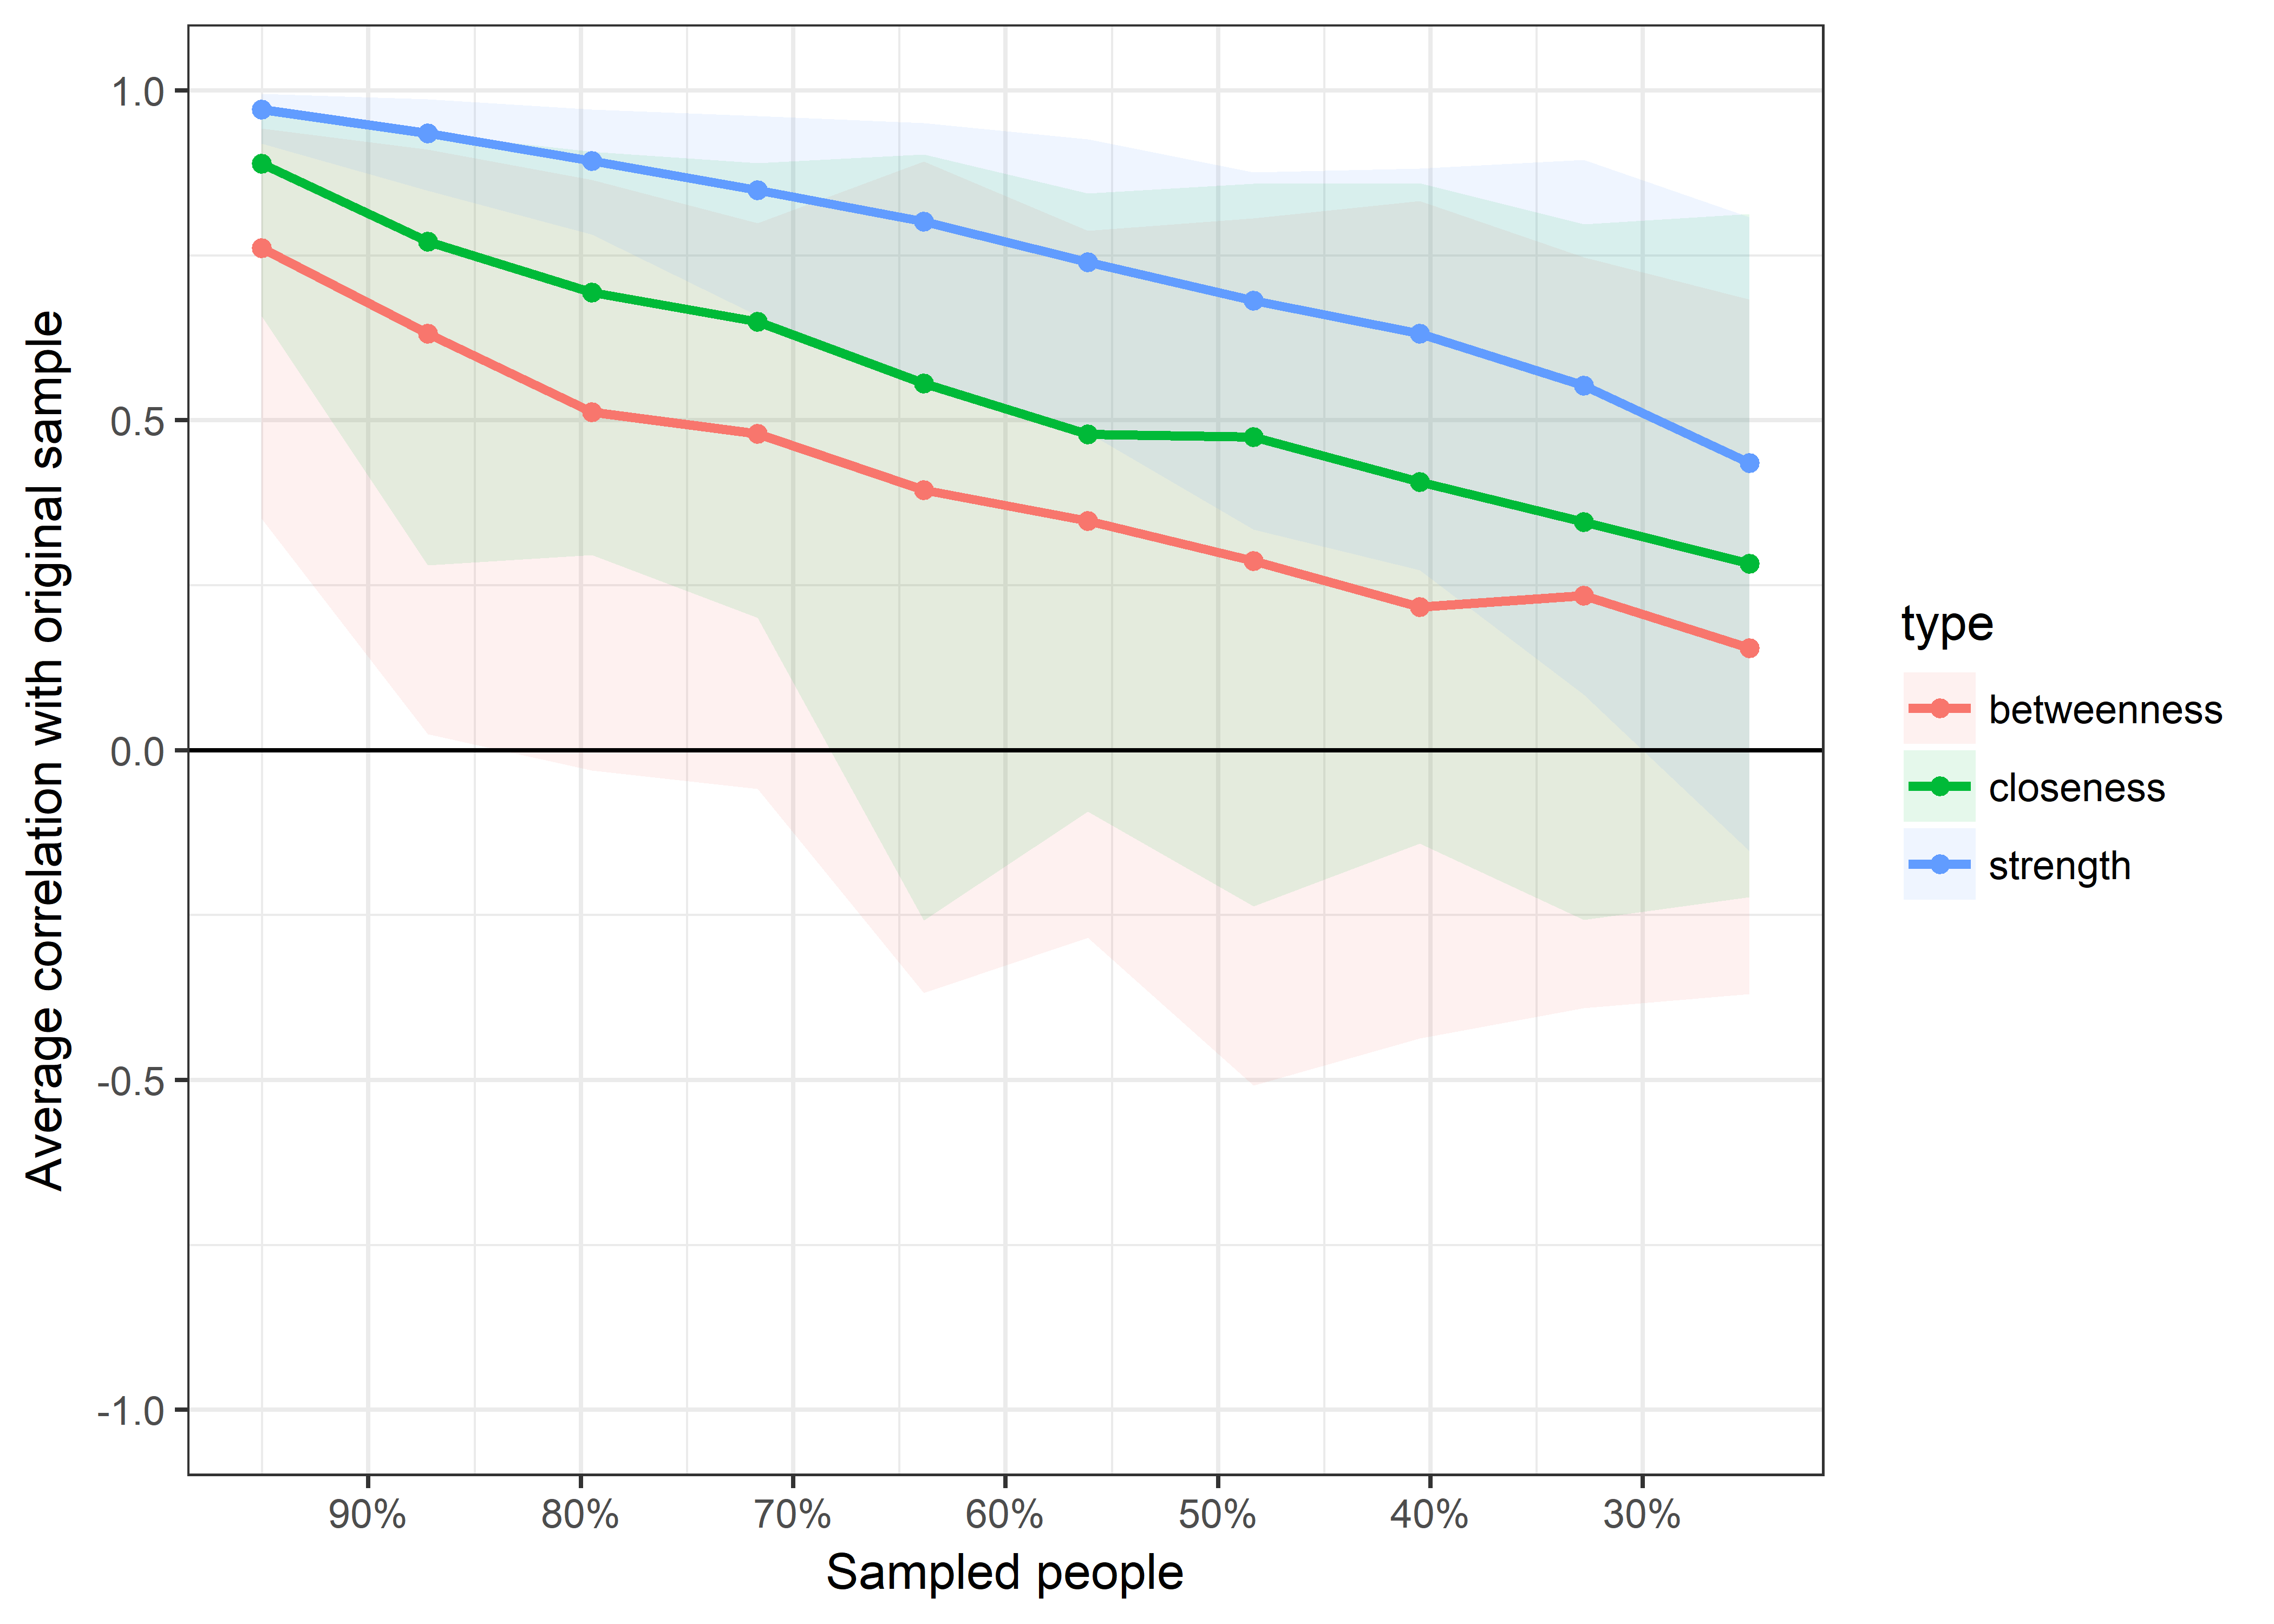 Average correlation with original sample
1.0
0.5
0.0
-0.5
-1.0
90% 80% 70% 60% 50% 40% 30%
Sampled people
type
betweenness
closeness
strength